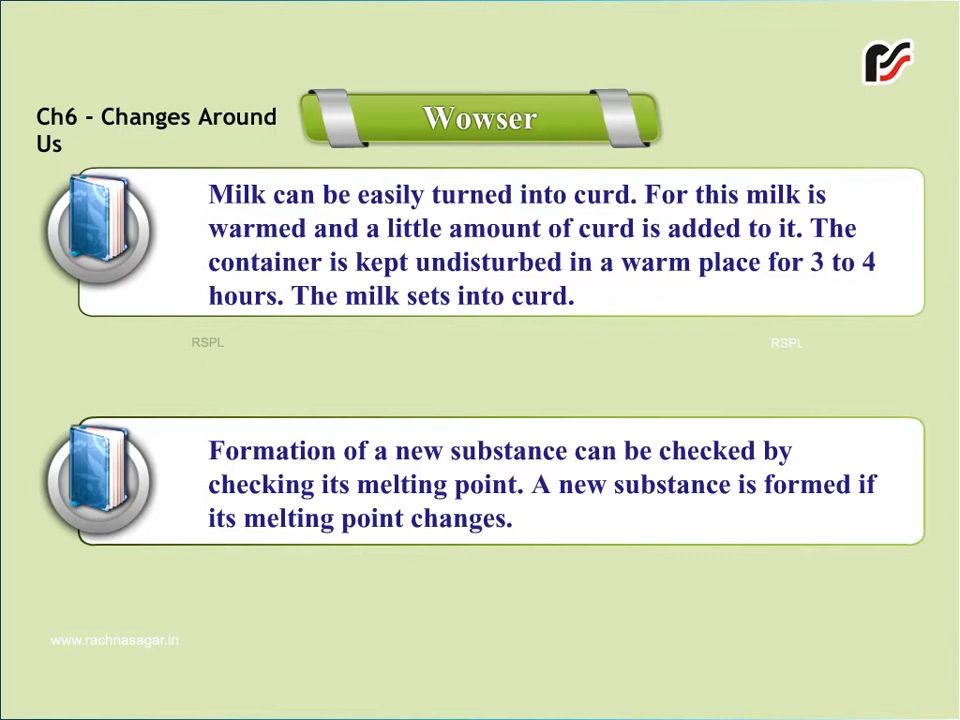 Ch6 - Changes Around
Us
Wowser
Milk can be easily turned into curd. For this milk is
warmed and a little amount of curd is added to it. The
container is kept undisturbed in a warm place for 3 to 4
hours. The milk sets into curd.
RSPL
RSPL
Formation of a new substance can be checked by
checking its melting point. A new substance is formed if
its melting point changes.
www.rachnasagar.in